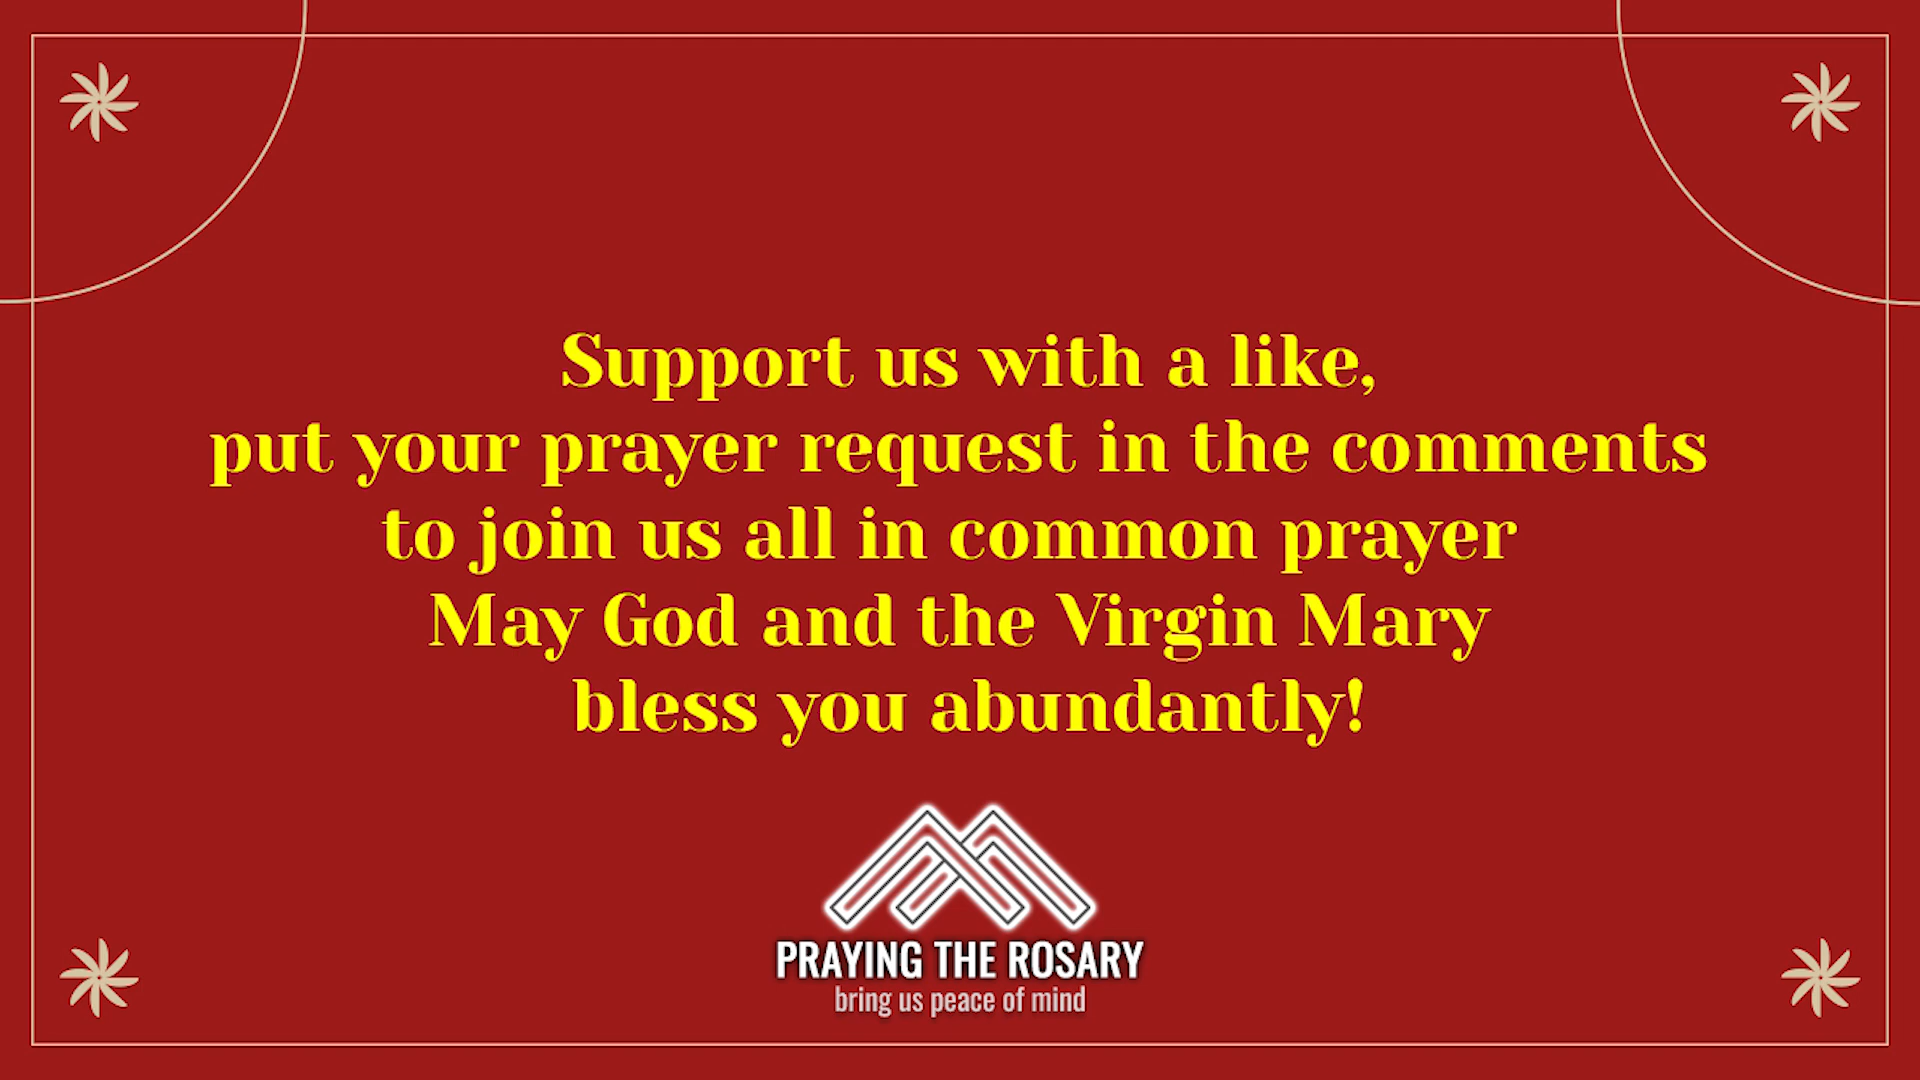 Support us with a like,
put your prayer request in the comments
to join us all in common prayer
May God and the Virgin Mary
bless you abundantly!
PRAYING THE ROSARY
bring us peace of mind